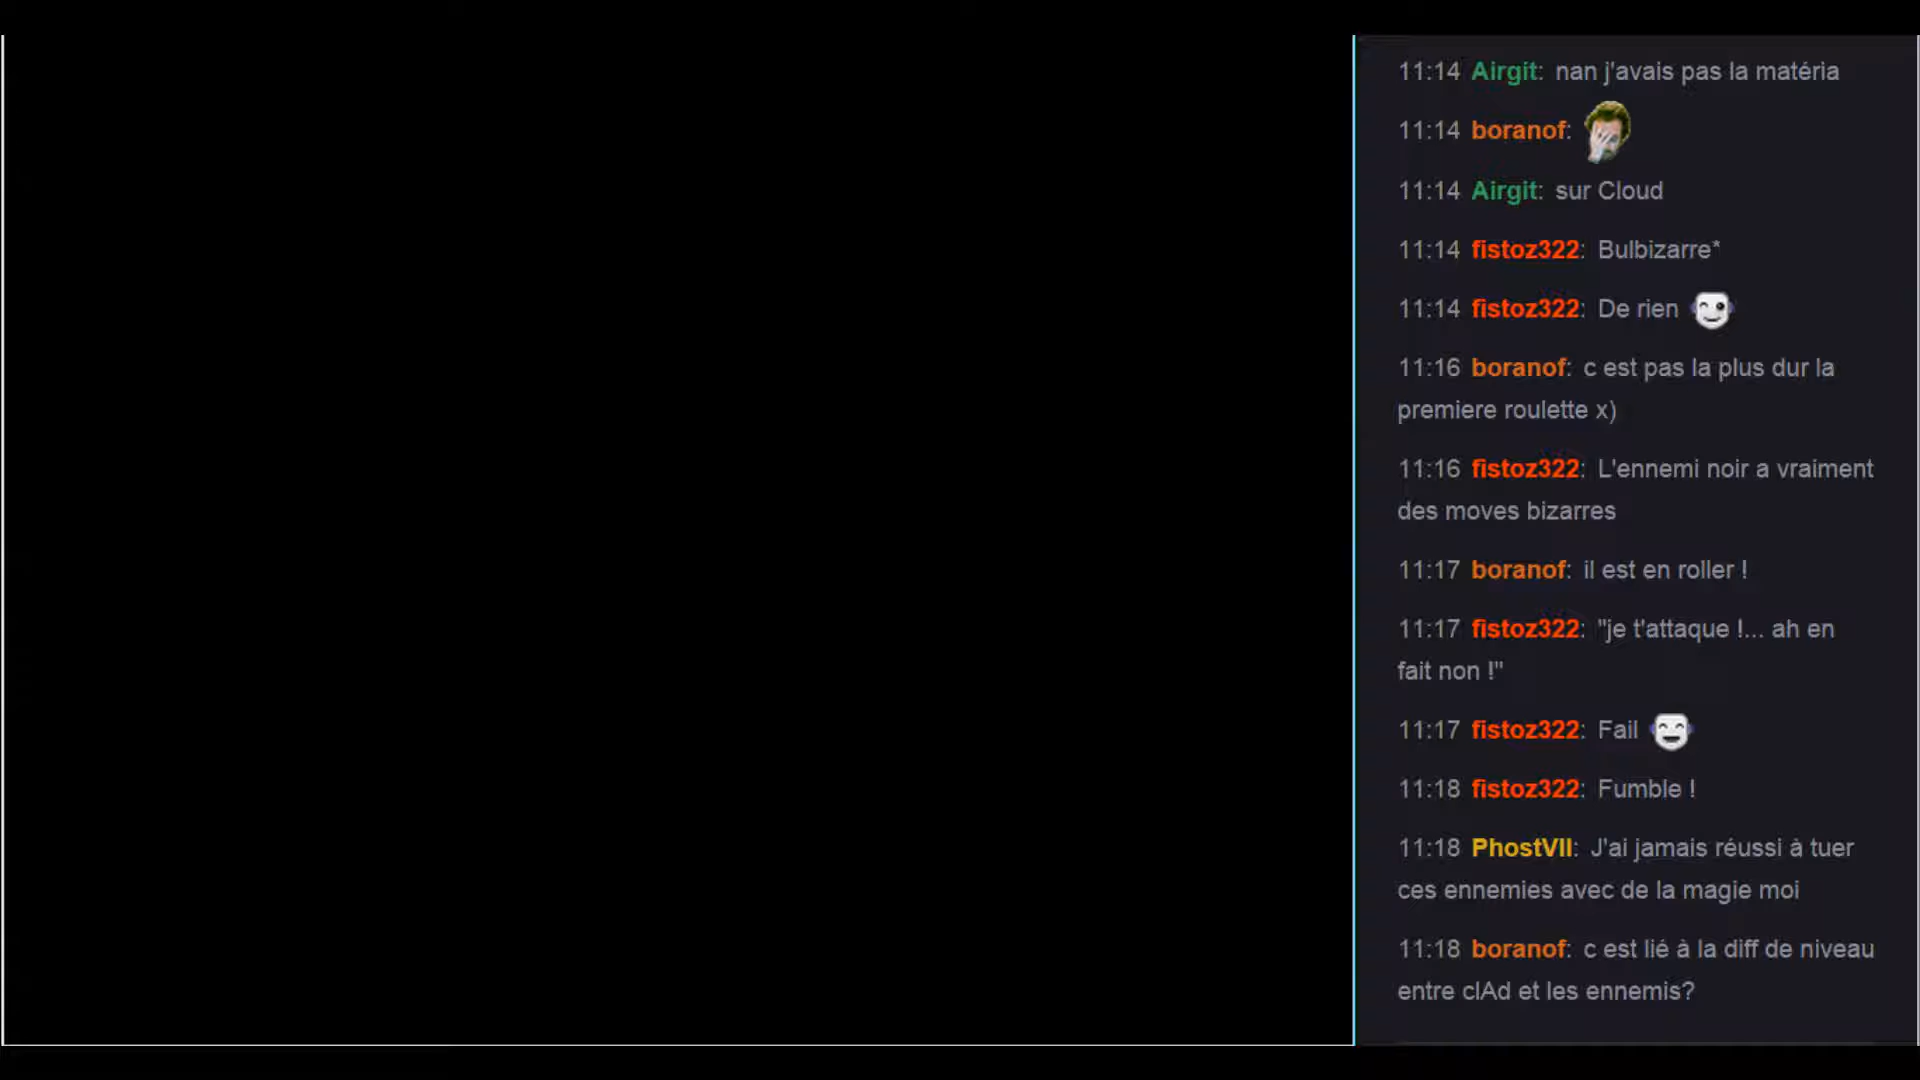 11:14 Airgit: nan j'avais pas la matéria
11:14 boranof:
11:14 Airgit: sur Cloud
11:14 fistoz322: Bulbizarre*
11:14 fistoz322: De rien
11:16 boranof: c est pas la plus dur la
premiere roulette x)
11:16 fistoz322: L'ennemi noir a vraiment
des moves bizarres
11:17 boranof: il est en roller !
11:17 fistoz322: "je t'attaque !... ah en
fait non !"
11:17 fistoz322: Fail
11:18 fistoz322: Fumble !
11:18 PhostVII: J'ai jamais réussi à tuer
ces ennemies avec de la magie moi
11:18 boranof: c est lié à la diff de niveau
entre clAd et les ennemis?